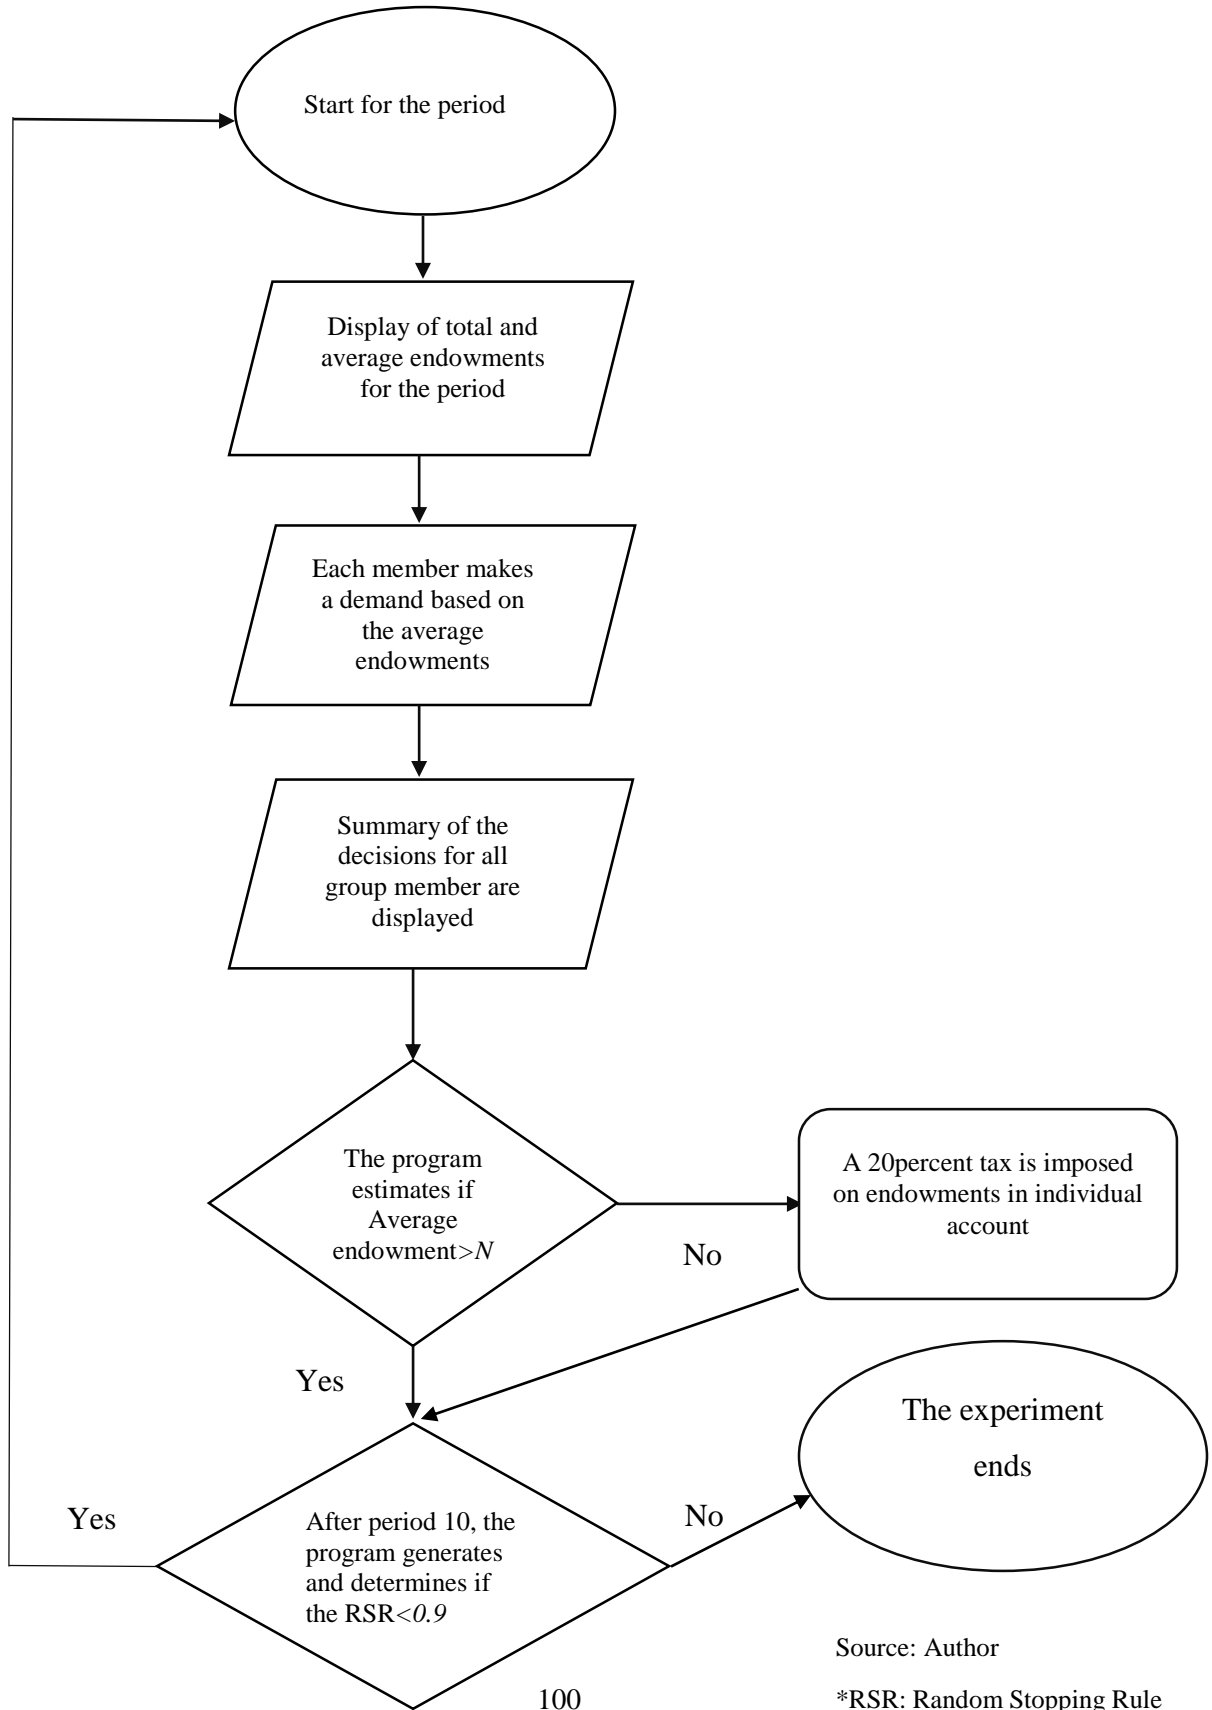 Start for the period
Display of total and
average endowments
for the period
Each member makes
a demand based on
the average
endowments
Summary of the
decisions for all
group member are
displayed
The program
estimates if
Average
endowment>N
No
A 20percent tax is imposed
on endowments in individual
account
Yes
The experiment
ends
Yes
After period 10, the
program generates
and determines if
the RSR<0.9
No
Source: Author
100
*RSR: Random Stopping Rule